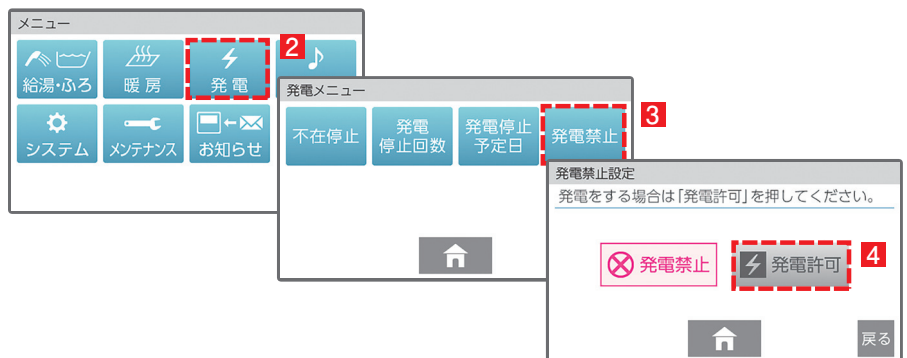 メニュー
給湯・ふろ
暖房
発電
2
システム
メンテナンス
お知らせ
発電メニュー
不在停止
発電
停止回数
発電停止
予定日
発電禁止
3
発電禁止設定
発電をする場合は「発電許可」を押してください。
発電禁止
発電許可
4
戻る